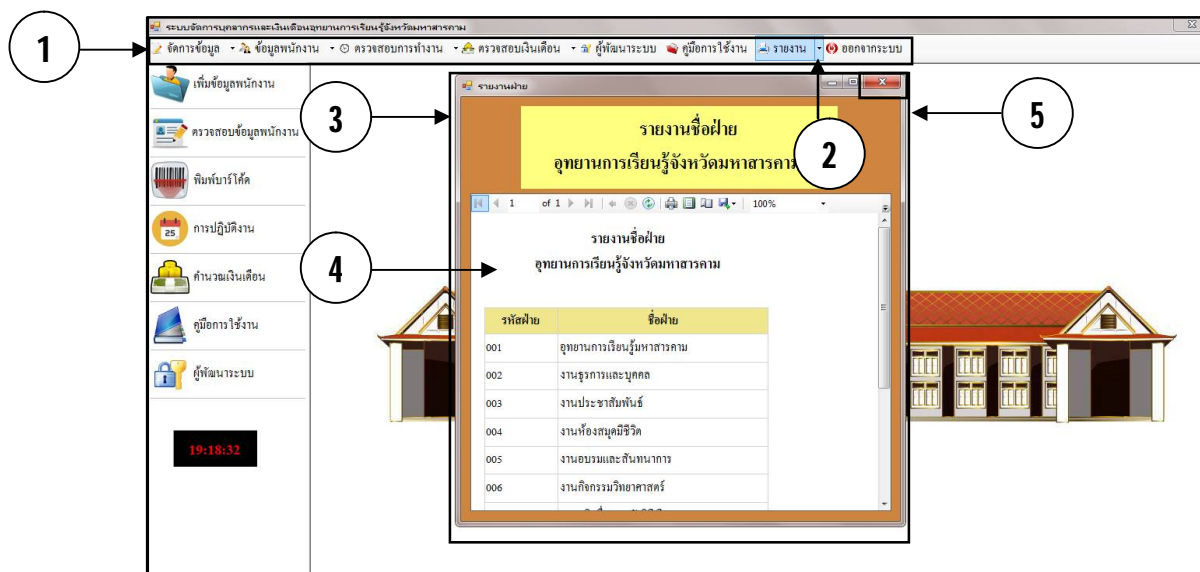 ระบบจัดการบุคลากรและเงินเดือนอุทยานการเรียนรู้จังหวัดมหาสารคาม
1
จัดการข้อมูล ข้อมูลพนักงาน ตรวจสอบการทำงาน ตรวจสอบเงินเดือน ผู้พัฒนาระบบ คู่มือการใช้งาน รายงาน ออกจากระบบ
เพิ่มข้อมูลพนักงาน
ตรวจสอบข้อมูลพนักงาน
พิมพ์บาร์โค้ด
25
การปฏิบัติงาน
คำนวณเงินเดือน
คู่มือการใช้งาน
ผู้พัฒนาระบบ
19:18:32
3
รายงานฝ่าย
5
รายงานชื่อฝ่าย
2
อุทยานการเรียนรู้จังหวัดมหาสารคาม
1 of 1 100%
4
รายงานชื่อฝ่าย
อุทยานการเรียนรู้จังหวัดมหาสารคาม
รหัสฝ่าย ชื่อฝ่าย
001 อุทยานการเรียนรู้มหาสารคาม
002 งานธุรการและบุคคล
003 งานประชาสัมพันธ์
004 งานห้องสมุดมีชีวิต
005 งานอบรมและสันทนาการ
006 งานกิจกรรมวิทยาศาสตร์